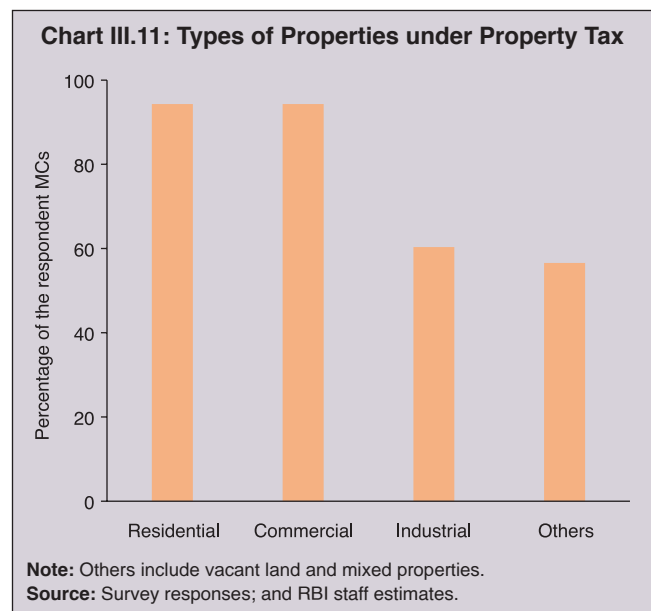 Chart III.11: Types of Properties under Property Tax
100
80
60
40
20
0
Percentage of the respondent MCs
Residential
Commercial
Industrial
Others
Note: Others include vacant land and mixed properties.
Source: Survey responses; and RBI staff estimates.